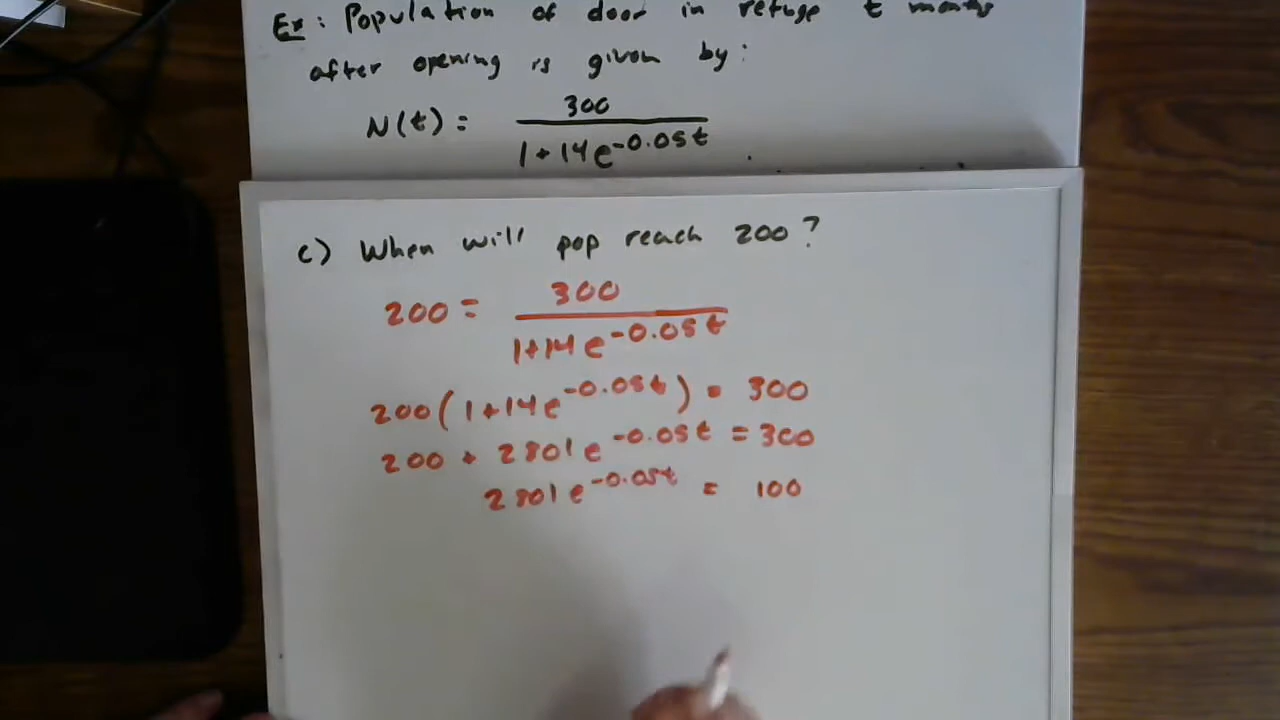 Ex: Population of deer in refuge t months
after opening is given by:
N(t) = 300 / 1+14e^-0.05t
c) When will pop reach 200?
200 = 300 / 1+14e^-0.05t
200(1+14e^-0.05t) = 300
200 + 2801e^-0.05t = 300
2801e^-0.05t = 100